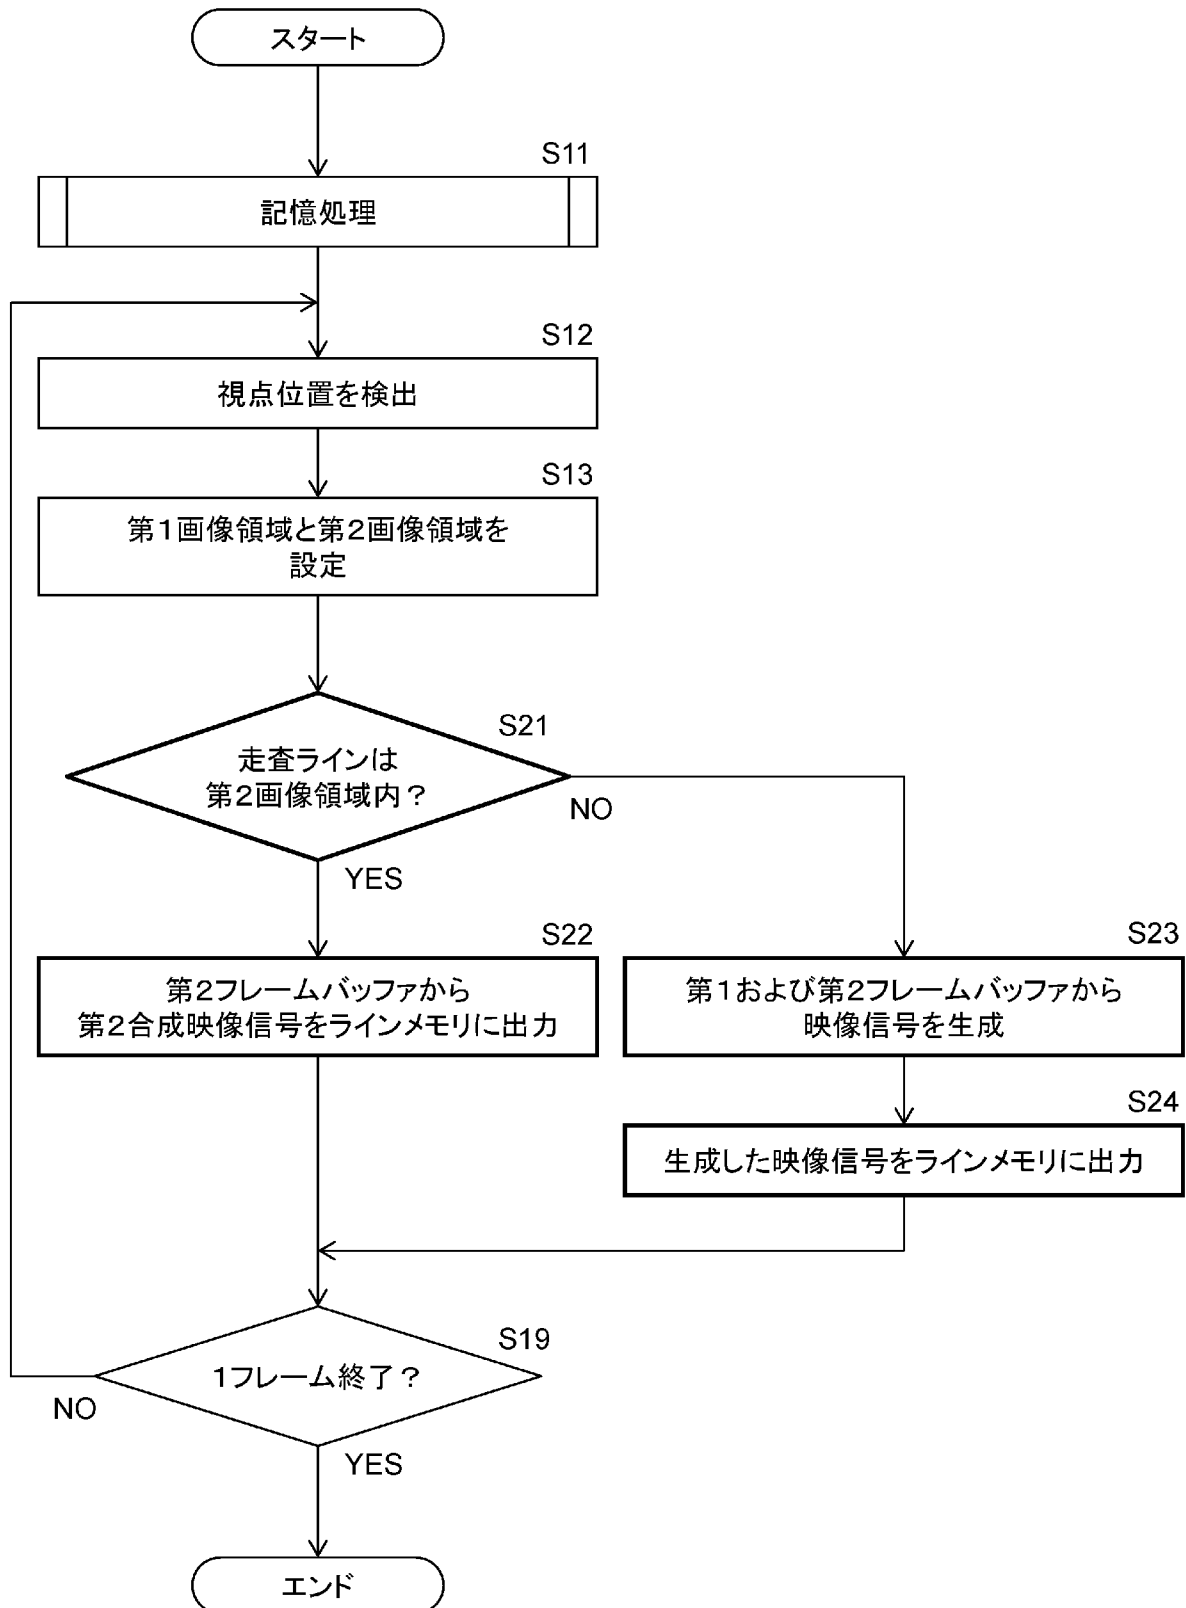 スタート
S11
記憶処理
S12
視点位置を検出
S13
第1画像領域と第2画像領域を
設定
S21
走査ラインは
第2画像領域内？
NO
YES
S22
第2フレームバッファから
第2合成映像信号をラインメモリに出力
S23
第1および第2フレームバッファから
映像信号を生成
S24
生成した映像信号をラインメモリに出力
S19
1フレーム終了？
NO
YES
エンド